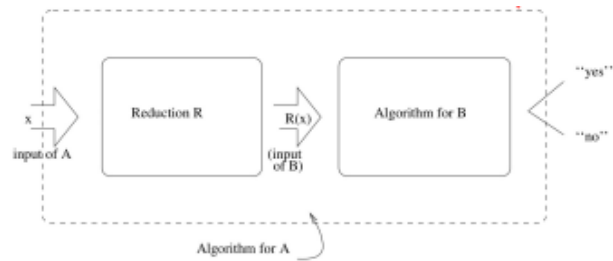 x
input of A
Reduction R
R(x)
(input
of B)
Algorithm for B
‘‘yes’’
‘‘no’’
Algorithm for A